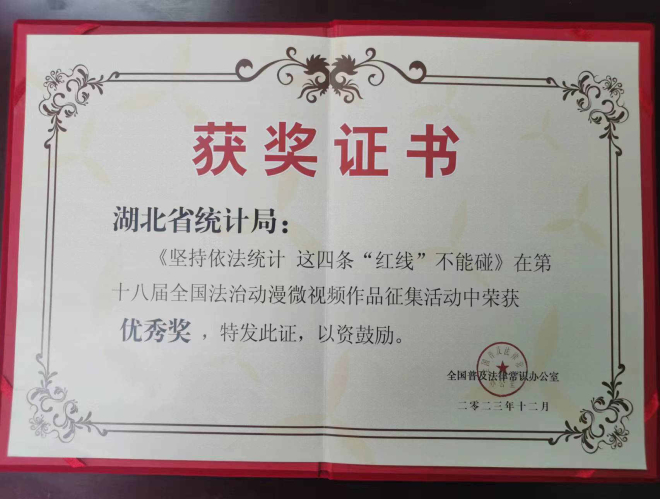 获奖证书
湖北省统计局：
《坚持依法统计 这四条“红线”不能碰》在第
十八届全国法治动漫微视频作品征集活动中荣获
优秀奖，特发此证，以资鼓励。
全国普及法律常识办公室
二零二三年十二月